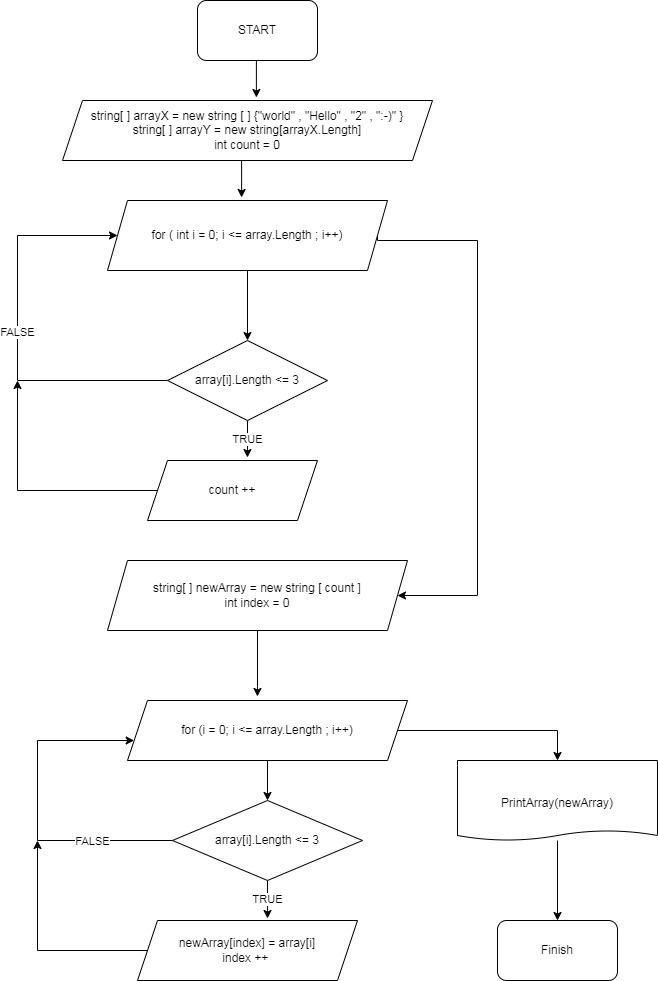 START
string[ ] arrayX = new string [ ] {"world" , "Hello" , "2" , ":-)" }
string[ ] arrayY = new string[arrayX.Length]
int count = 0
for ( int i = 0; i <= array.Length ; i++)
FALSE
array[i].Length <= 3
TRUE
count ++
string[ ] newArray = new string [ count ]
int index = 0
for (i = 0; i <= array.Length ; i++)
PrintArray(newArray)
FALSE
array[i].Length <= 3
TRUE
newArray[index] = array[i]
index ++
Finish